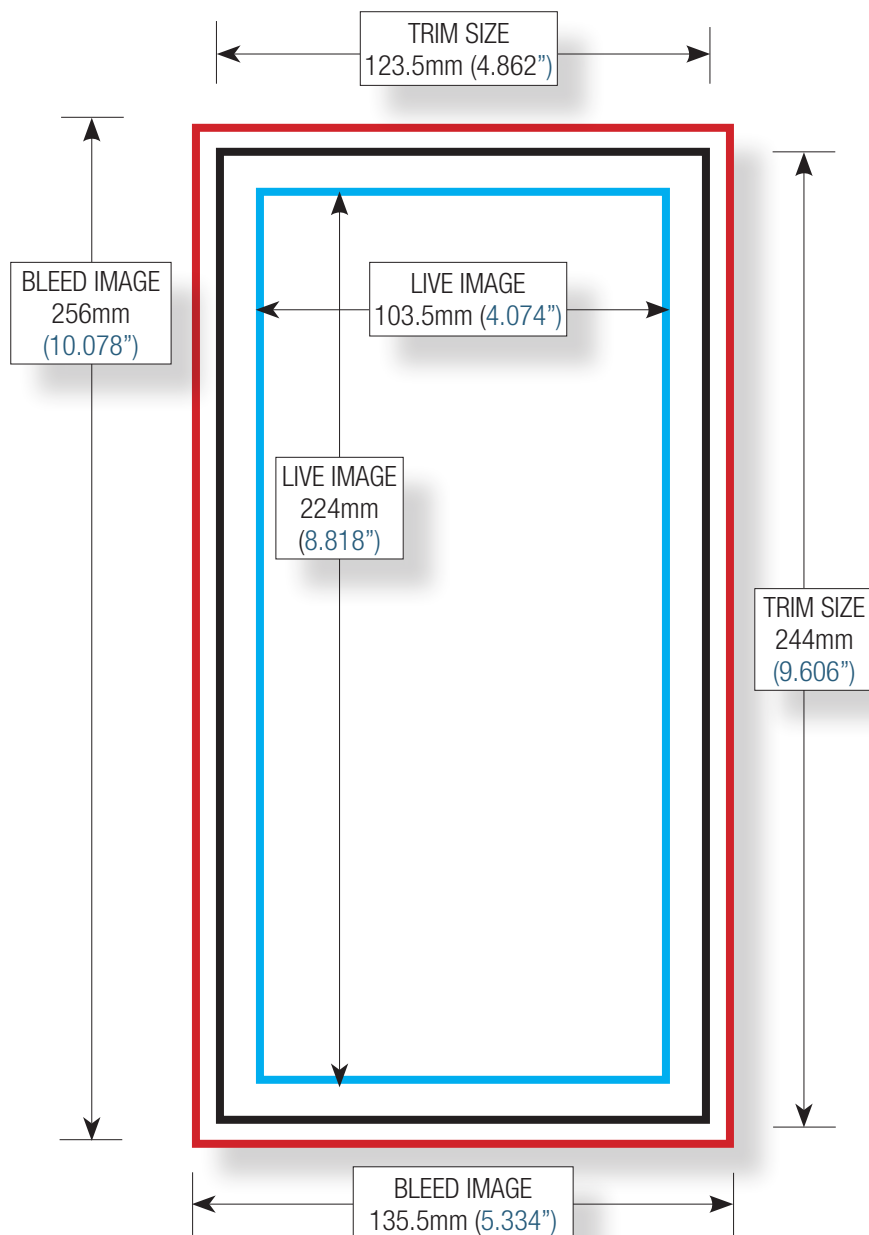 TRIM SIZE
123.5mm (4.862”)
BLEED IMAGE
256mm
(10.078”)
LIVE IMAGE
103.5mm (4.074”)
LIVE IMAGE
224mm
(8.818”)
TRIM SIZE
244mm
(9.606”)
BLEED IMAGE
135.5mm (5.334”)